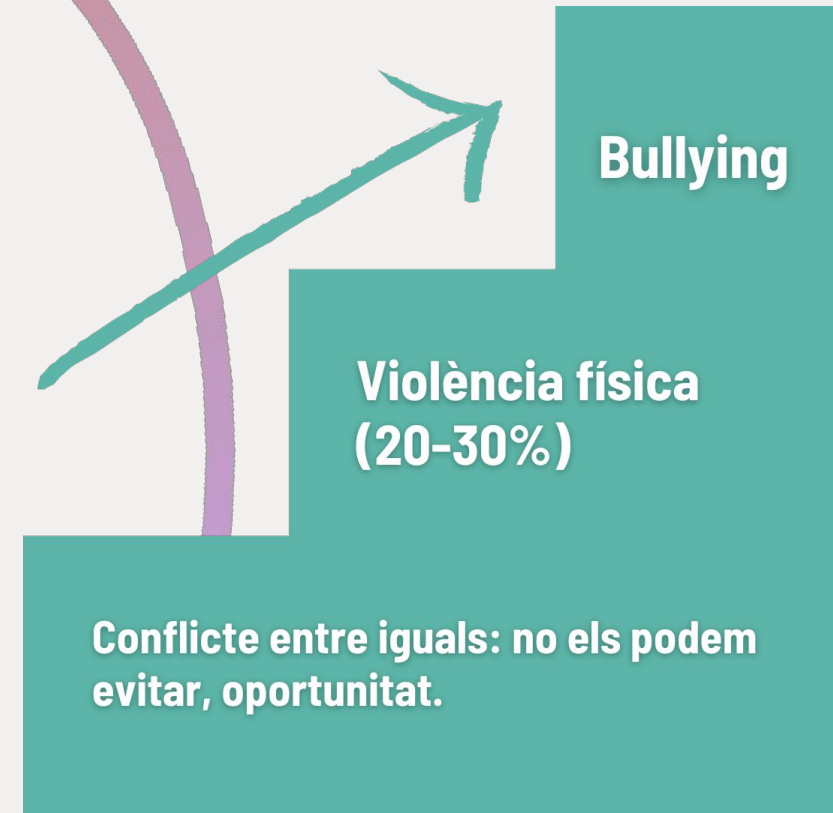 Bullying
Violència física
(20-30%)
Conflicte entre iguals: no els podem
evitar, oportunitat.